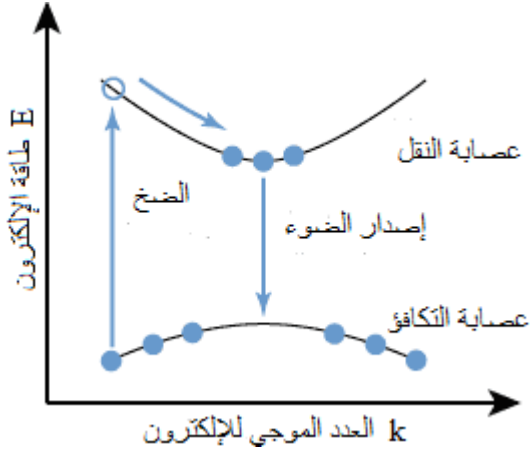 طاقة الإلكترون E
عصابة النقل
الضخ
إصدار الضوء
عصابة التكافؤ
العدد الموجي للإلكترون k